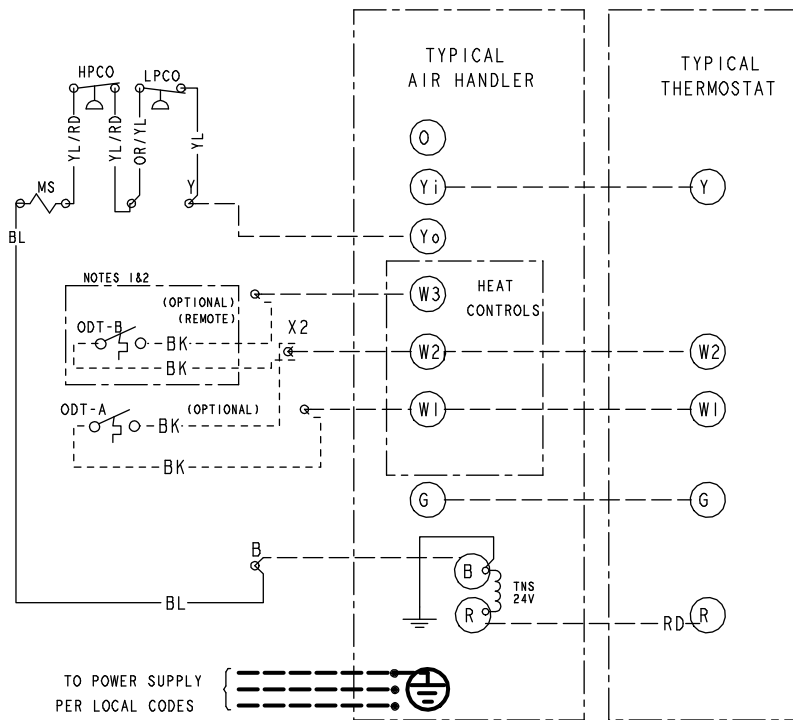 TYPICAL
AIR HANDLER
TYPICAL
THERMOSTAT
HPCO
LPCO
YL/RD
YL/RD
OR/YL
YL
MS
Y
BL
O
Yi
Y
Yo
NOTES 1&2
(OPTIONAL)
(REMOTE)
ODT-B
BK
BK
X2
W3
HEAT
CONTROLS
W2
W2
ODT-A
(OPTIONAL)
BK
BK
W1
W1
G
G
B
B
TNS
24V
R
RD
R
BL
TO POWER SUPPLY
PER LOCAL CODES